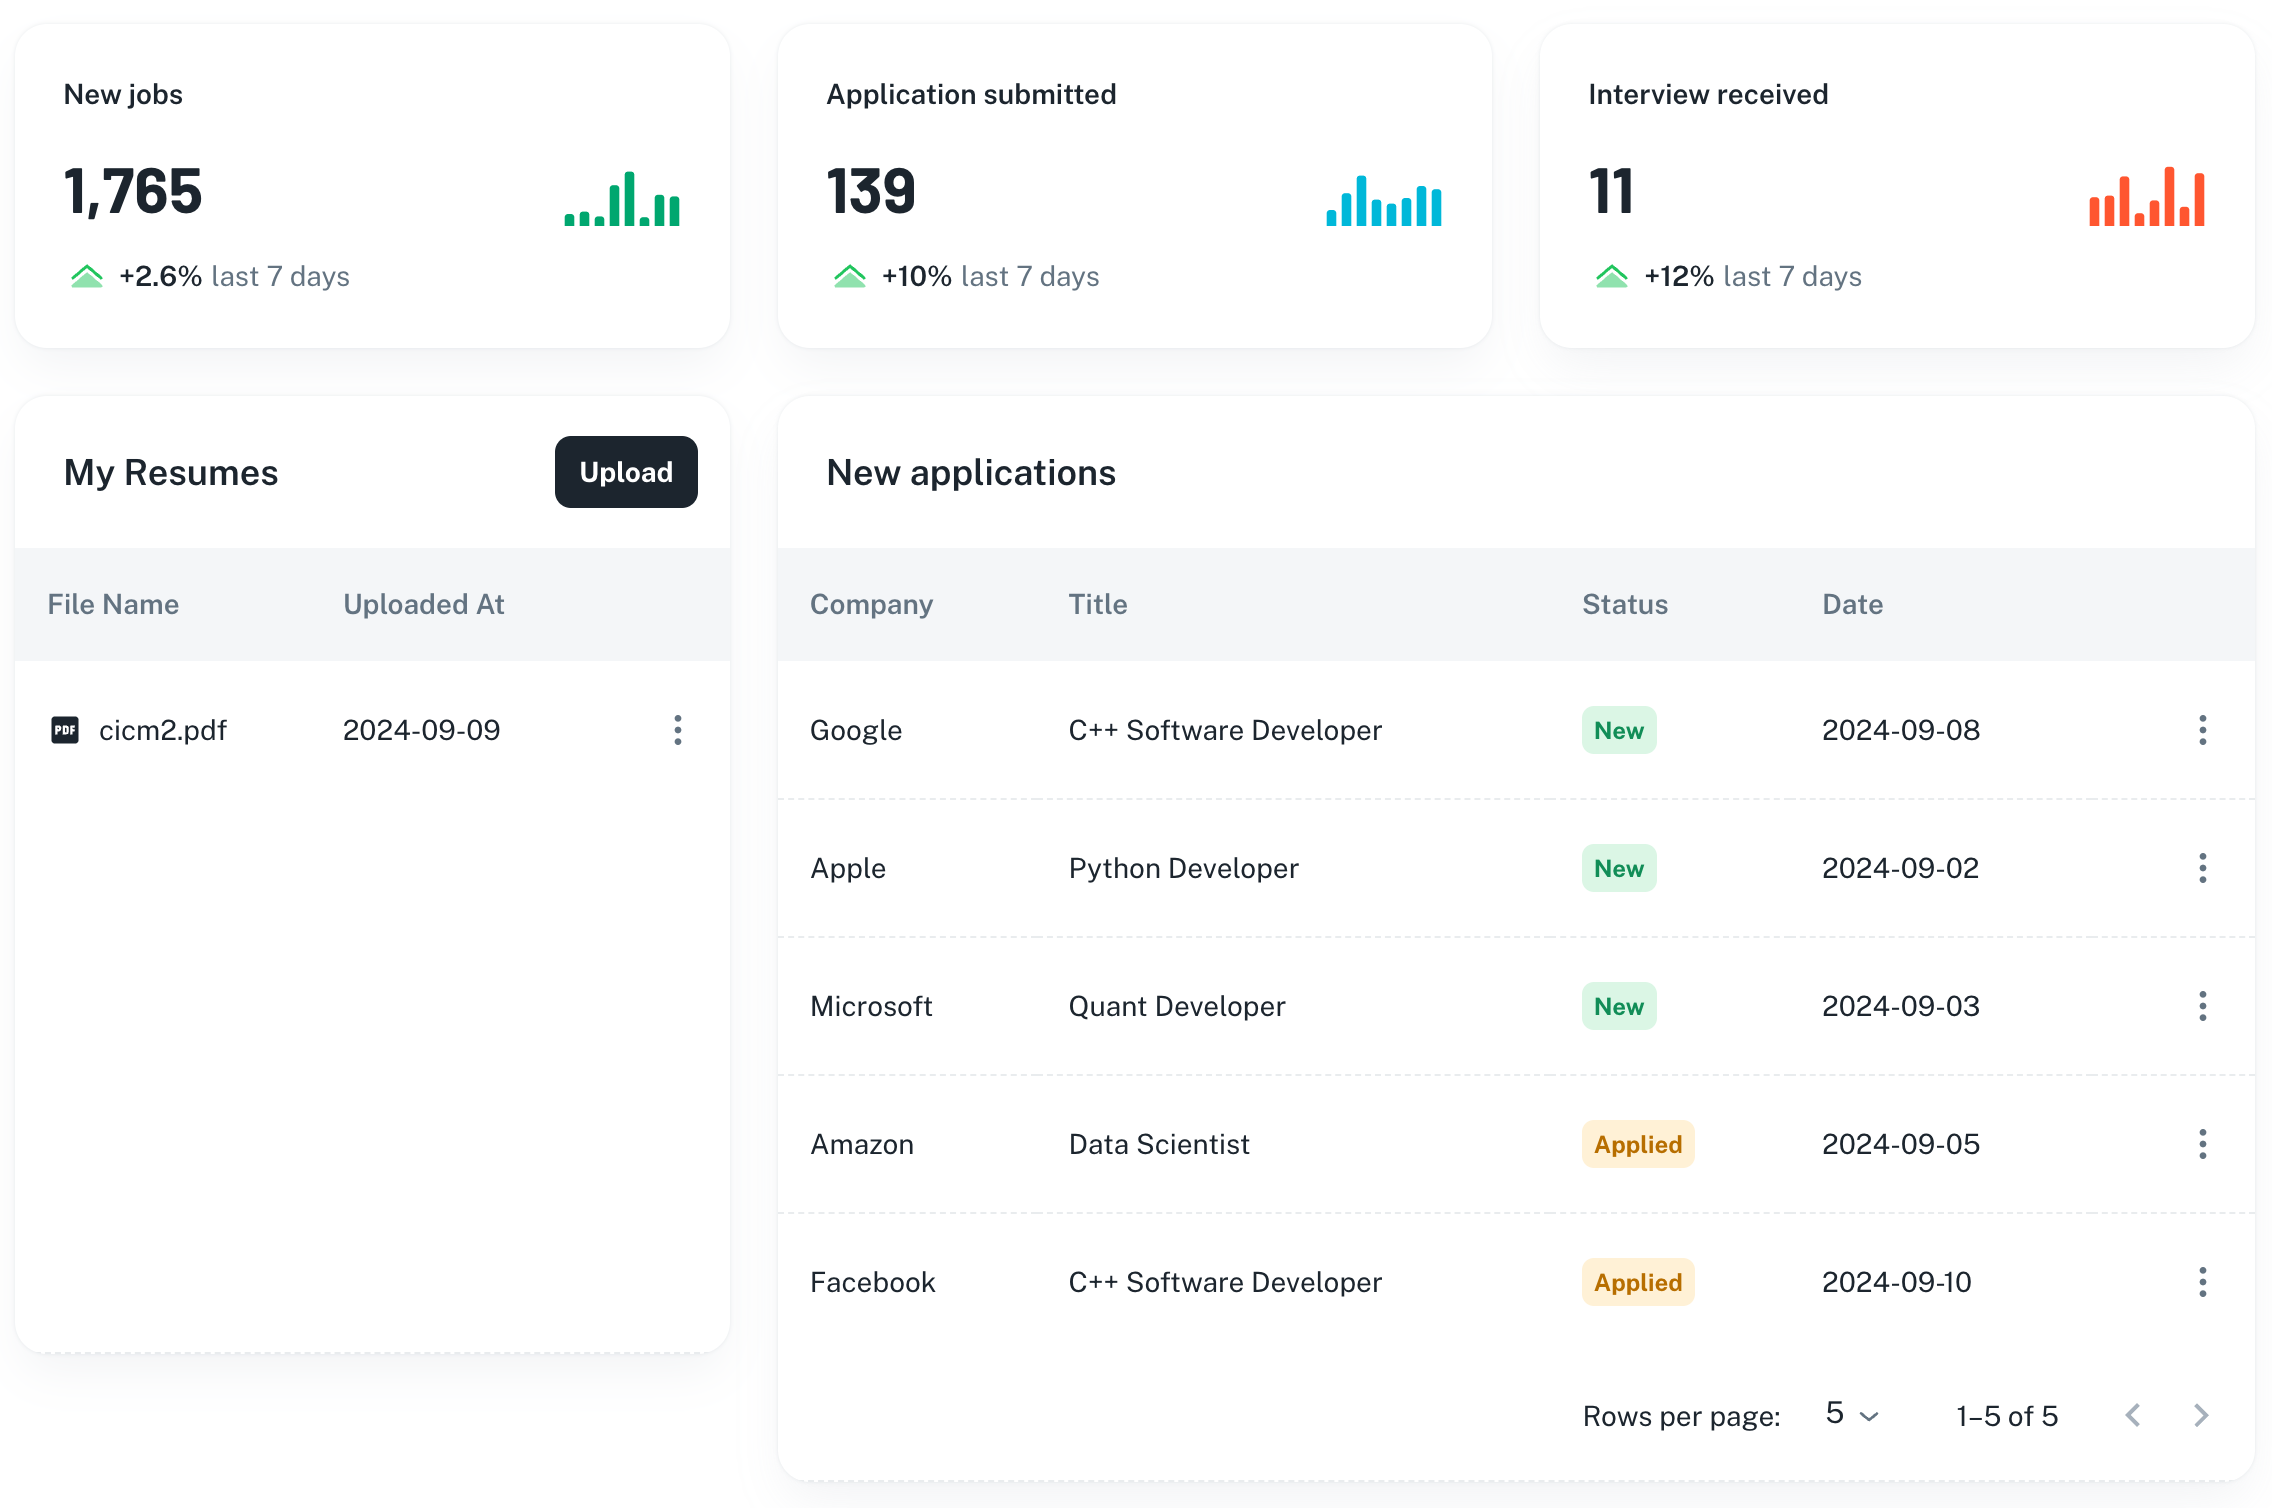 New jobs
1,765
+2.6% last 7 days
Application submitted
139
+10% last 7 days
Interview received
11
+12% last 7 days
My Resumes
Upload
File Name Uploaded At
PDF cicm2.pdf 2024-09-09
New applications
Company Title Status Date
Google C++ Software Developer New 2024-09-08
Apple Python Developer New 2024-09-02
Microsoft Quant Developer New 2024-09-03
Amazon Data Scientist Applied 2024-09-05
Facebook C++ Software Developer Applied 2024-09-10
Rows per page: 5 1–5 of 5